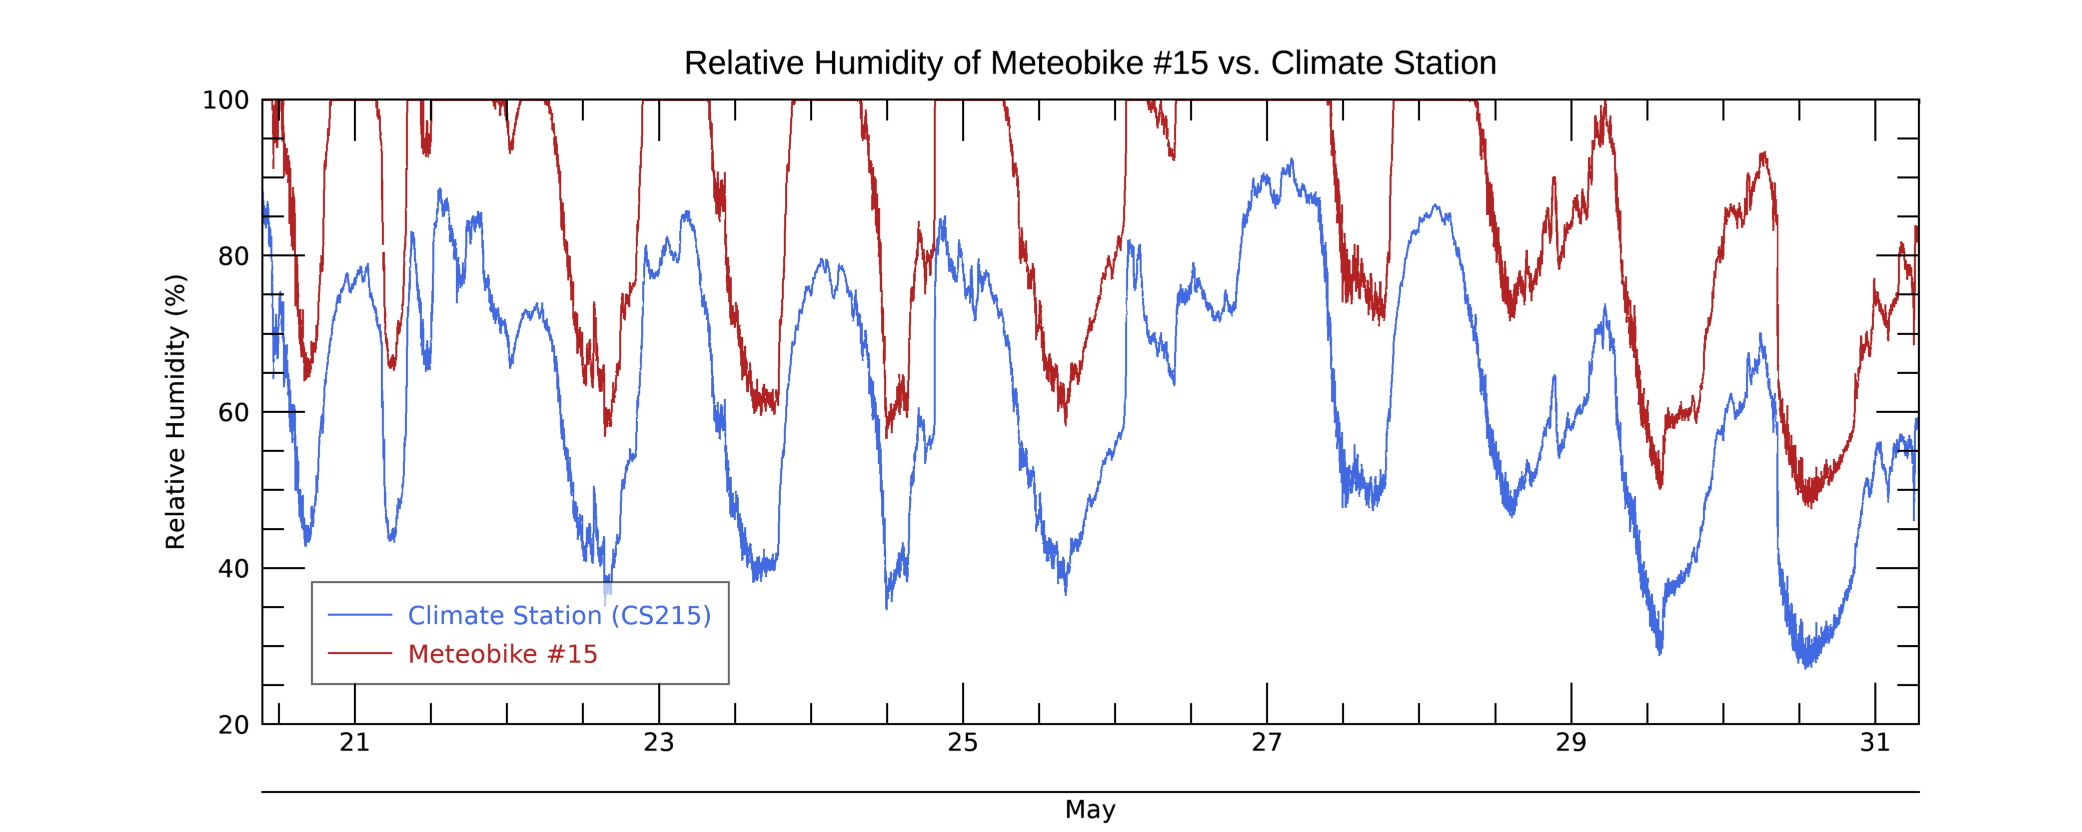 Relative Humidity of Meteobike #15 vs. Climate Station
100
80
60
40
20
Relative Humidity (%)
Climate Station (CS215)
Meteobike #15
21 23 25 27 29 31
May